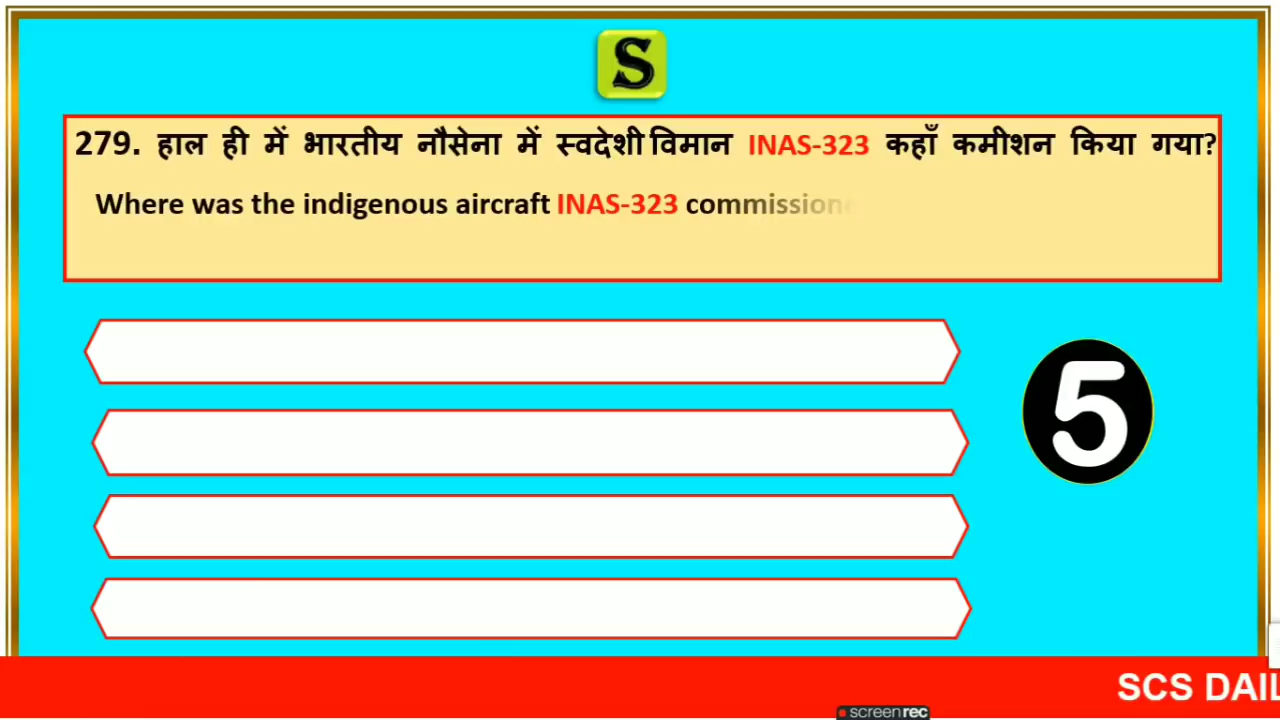 S
279. हाल ही में भारतीय नौसेना में स्वदेशी विमान INAS-323 कहाँ कमीशन किया गया?
Where was the indigenous aircraft INAS-323 commissione
5
SCS DAIL
screenrec